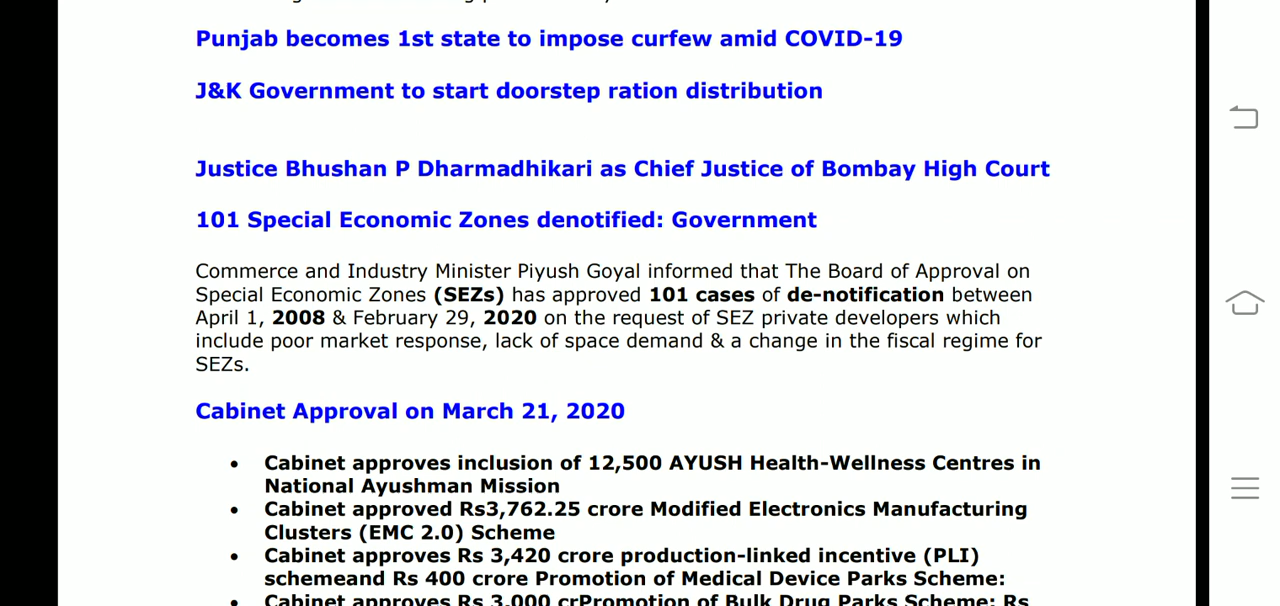 Punjab becomes 1st state to impose curfew amid COVID-19
J&K Government to start doorstep ration distribution
Justice Bhushan P Dharmadhikari as Chief Justice of Bombay High Court
101 Special Economic Zones denotified: Government
Commerce and Industry Minister Piyush Goyal informed that The Board of Approval on
Special Economic Zones (SEZs) has approved 101 cases of de-notification between
April 1, 2008 & February 29, 2020 on the request of SEZ private developers which
include poor market response, lack of space demand & a change in the fiscal regime for
SEZs.
Cabinet Approval on March 21, 2020
• Cabinet approves inclusion of 12,500 AYUSH Health-Wellness Centres in
National Ayushman Mission
• Cabinet approved Rs3,762.25 crore Modified Electronics Manufacturing
Clusters (EMC 2.0) Scheme
• Cabinet approves Rs 3,420 crore production-linked incentive (PLI)
schemeand Rs 400 crore Promotion of Medical Device Parks Scheme:
• Cabinet approves Rs 3,000 crPromotion of Bulk Drug Parks Scheme: Rs